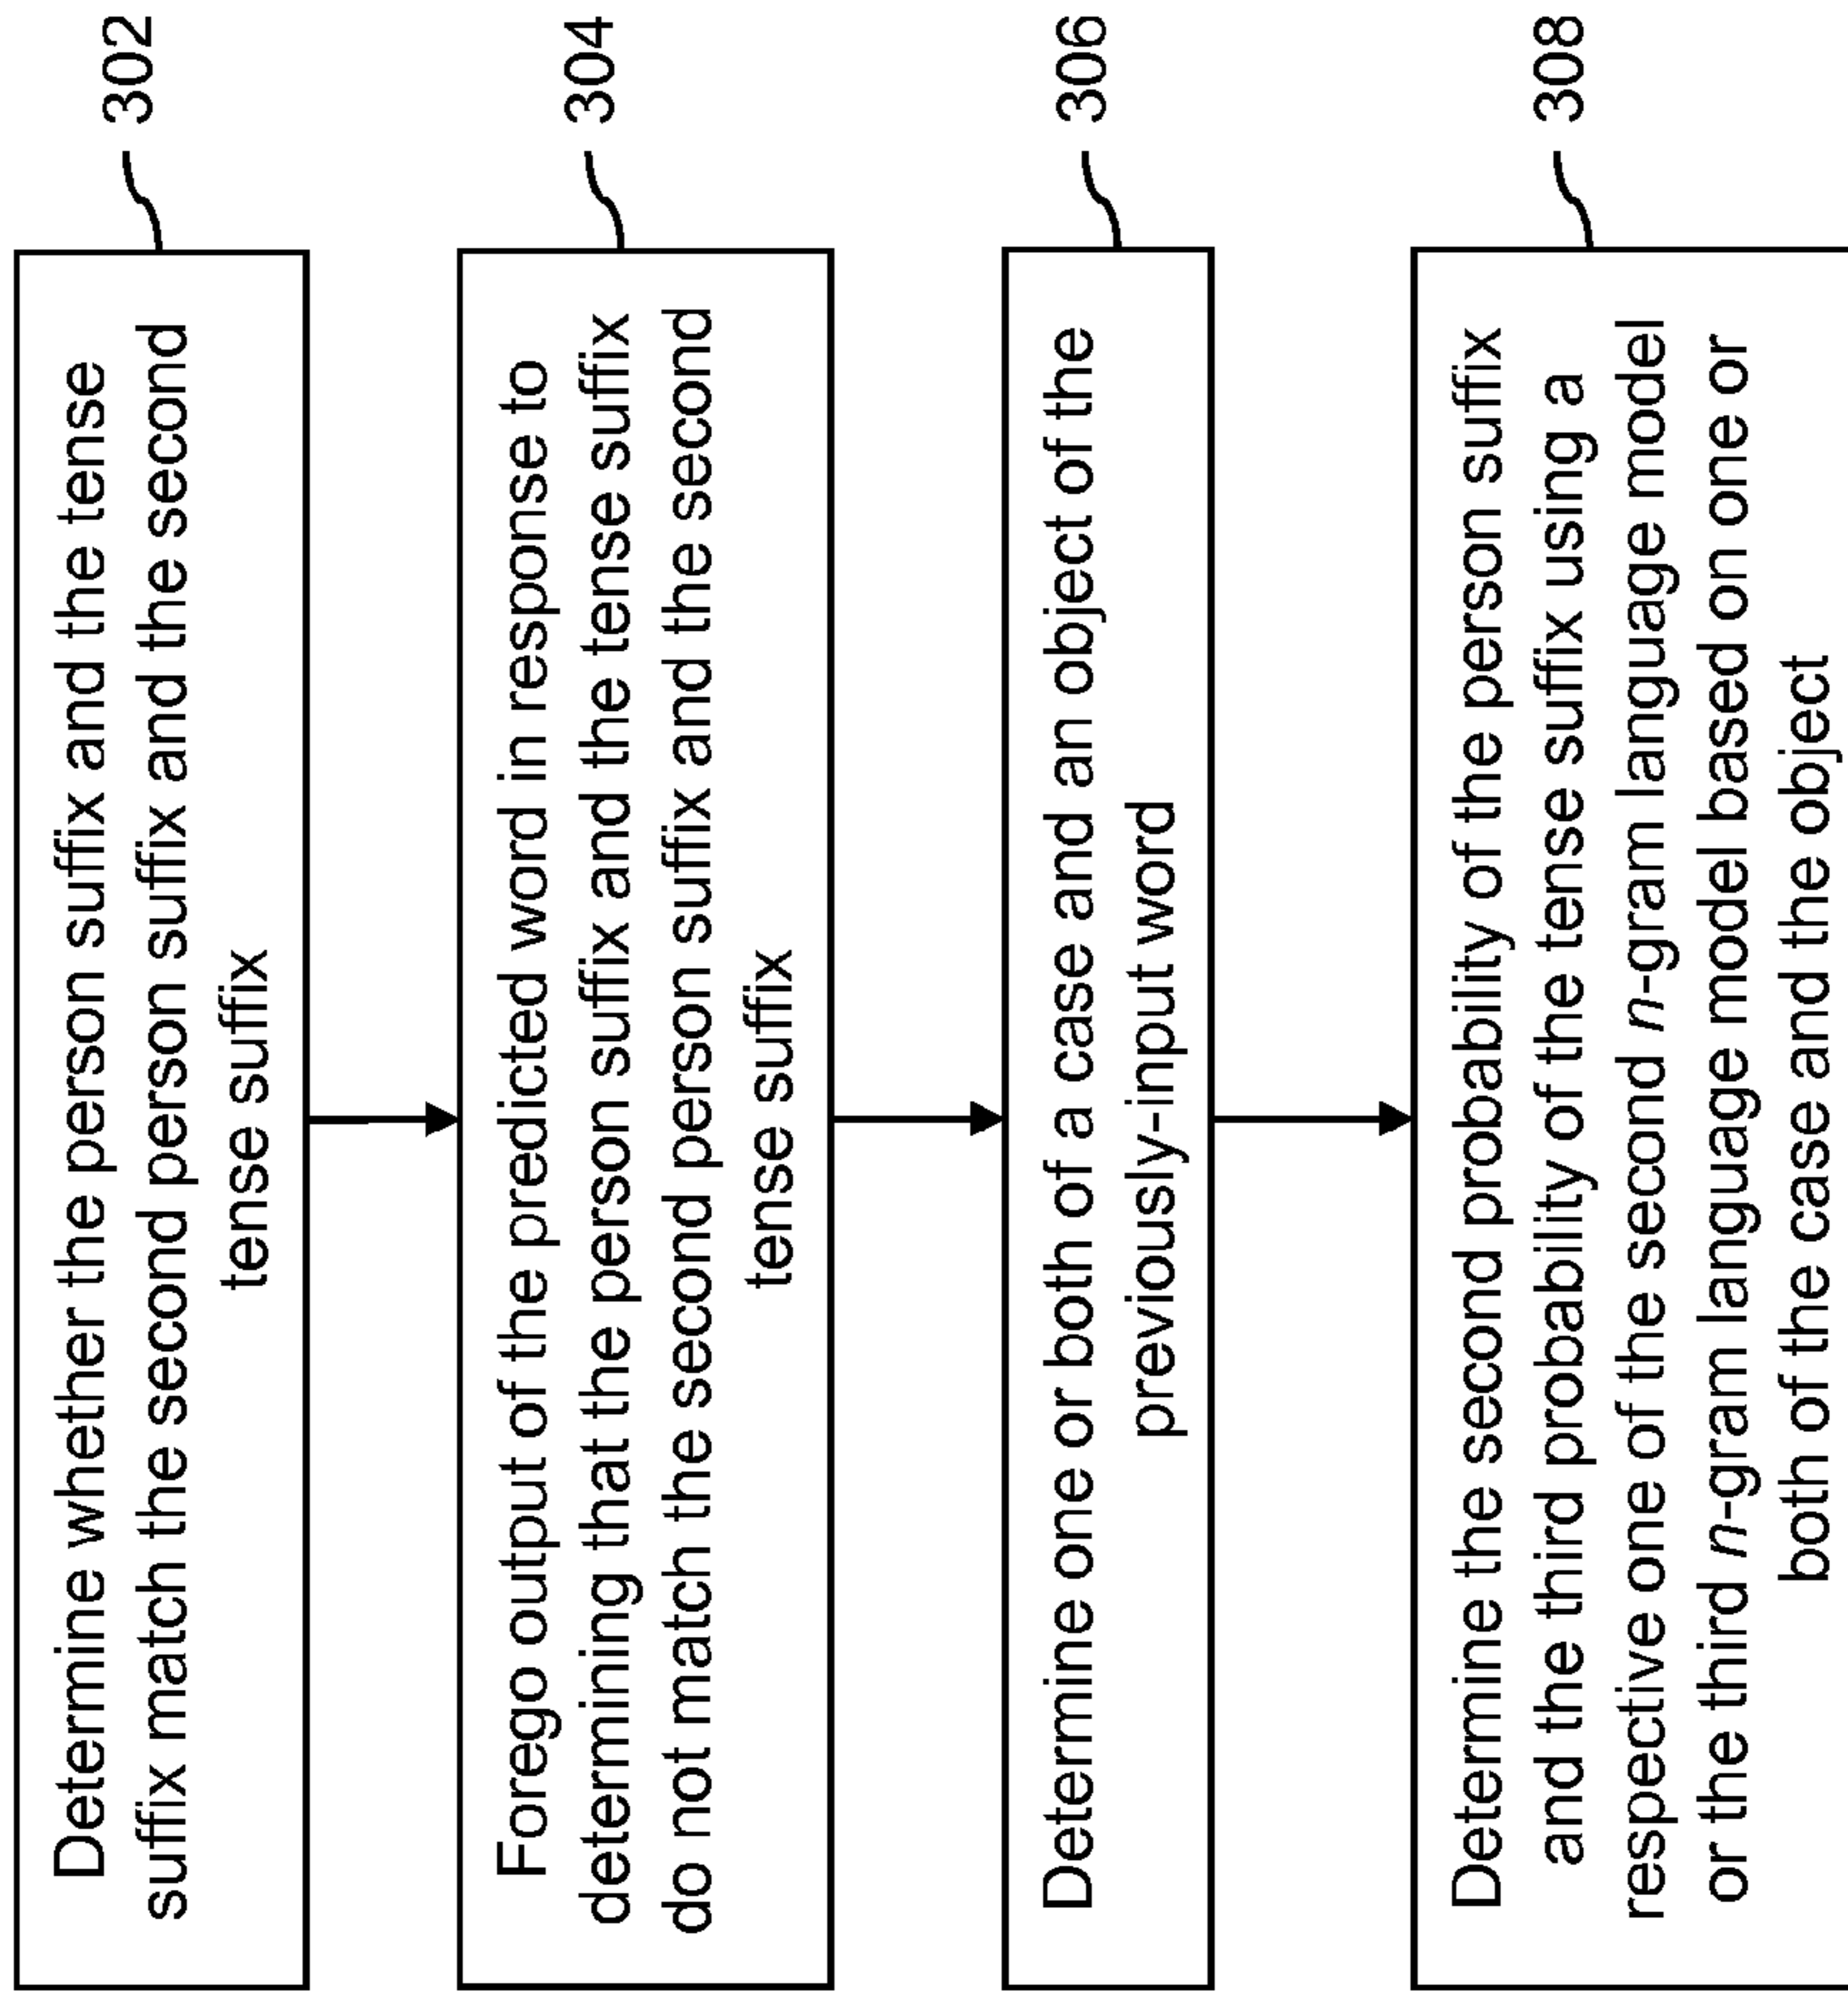 Determine whether the person suffix and the tense
suffix match the second person suffix and the second
tense suffix
302
Forego output of the predicted word in response to
determining that the person suffix and the tense suffix
do not match the second person suffix and the second
tense suffix
304
Determine one or both of a case and an object of the
previously-input word
306
Determine the second probability of the person suffix
and the third probability of the tense suffix using a
respective one of the second n-gram language model
or the third n-gram language model based on one or
both of the case and the object
308